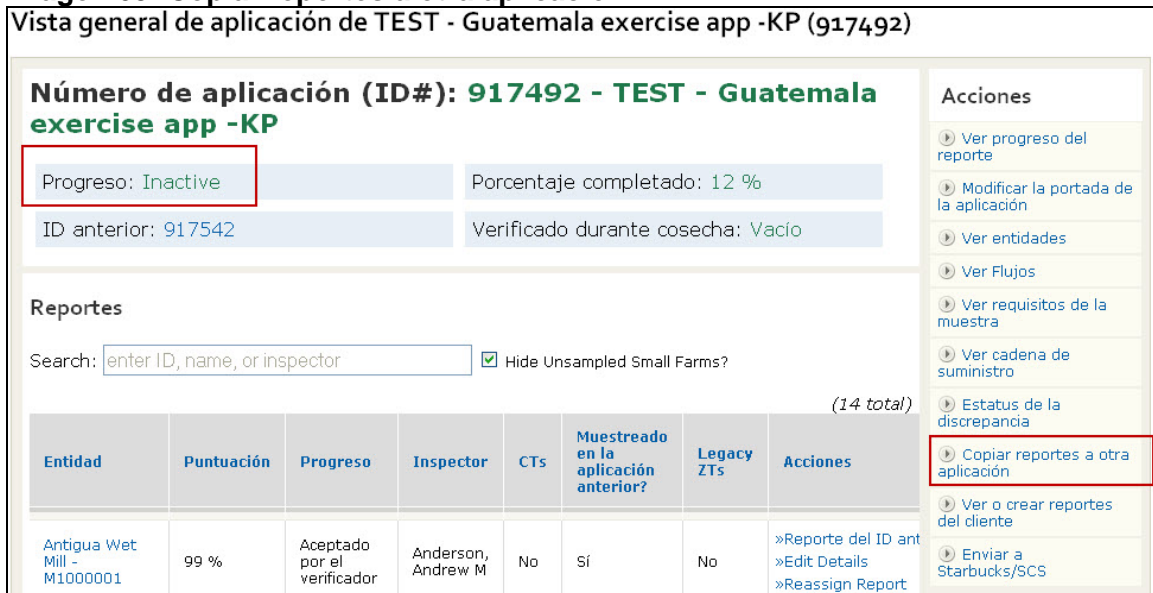 Vista general de aplicación de TEST - Guatemala exercise app -KP (917492)
Número de aplicación (ID#): 917492 - TEST - Guatemala
exercise app -KP
Progreso: Inactive
Porcentaje completado: 12 %
ID anterior: 917542
Verificado durante cosecha: Vacío
Reportes
Search: enter ID, name, or inspector
Hide Unsampled Small Farms?
(14 total)
Entidad
Puntuación
Progreso
Inspector
CTs
Muestreado
en la
aplicación
anterior?
Legacy
ZTs
Acciones
Antigua Wet
Mill -
M1000001
99 %
Aceptado
por el
verificador
Anderson,
Andrew M
No
Sí
No
»Reporte del ID ant
»Edit Details
»Reassign Report
Acciones
Ver progreso del
reporte
Modificar la portada de
la aplicación
Ver entidades
Ver Flujos
Ver requisitos de la
muestra
Ver cadena de
suministro
Estatus de la
discrepancia
Copiar reportes a otra
aplicación
Ver o crear reportes
del cliente
Enviar a
Starbucks/SCS